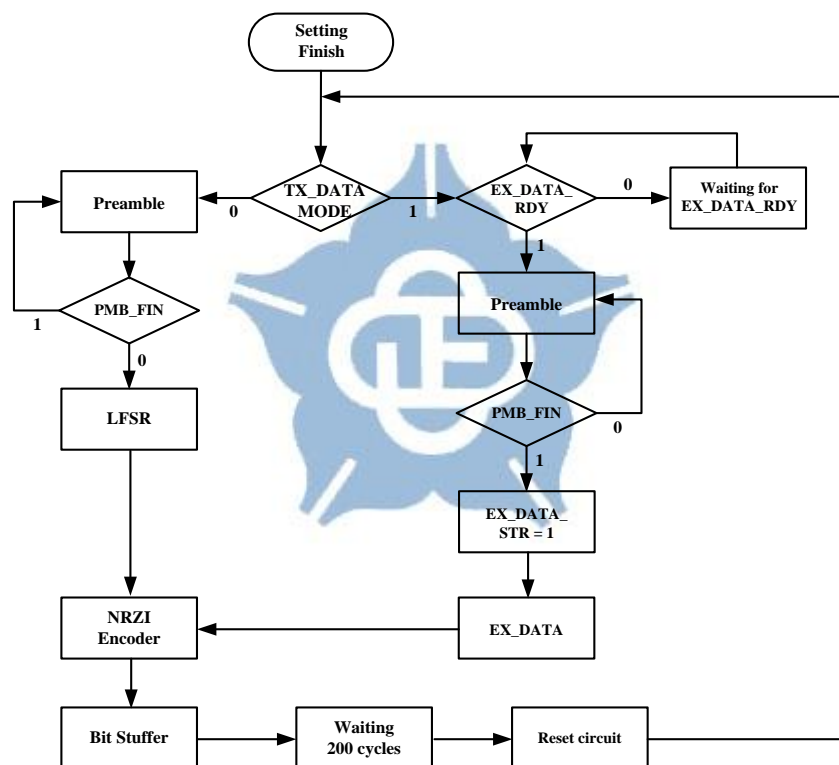 Setting
Finish
TX_DATA
MODE
0
1
EX_DATA_
RDY
0
1
Waiting for
EX_DATA_RDY
Preamble
PMB_FIN
1
0
LFSR
Preamble
PMB_FIN
0
1
EX_DATA_
STR = 1
EX_DATA
NRZI
Encoder
Bit Stuffer
Waiting
200 cycles
Reset circuit